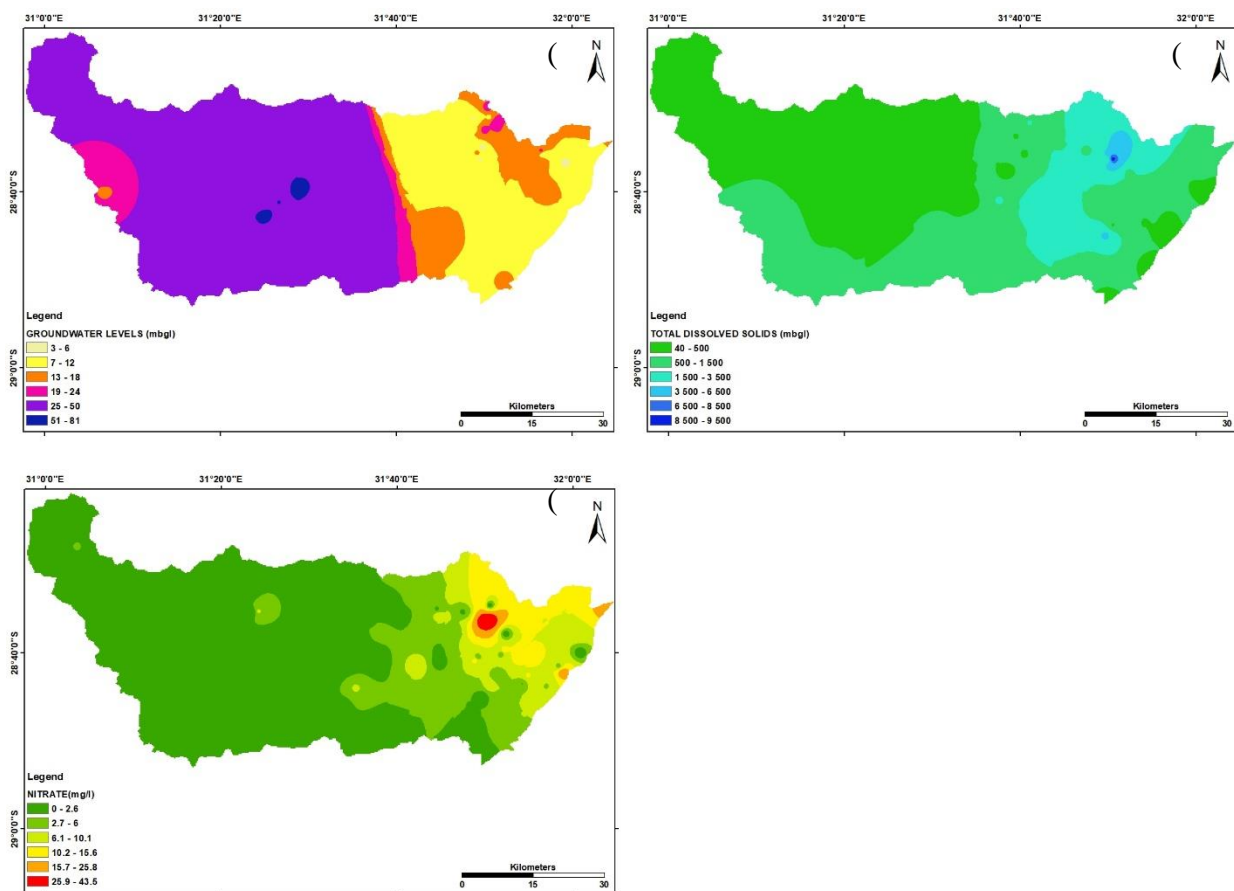 31°0'0"E 31°20'0"E 31°40'0"E 32°0'0"E
(
N
28°40'0"S
29°0'0"S
Legend
GROUNDWATER LEVELS (mbgl)
3 - 6
7 - 12
13 - 18
19 - 24
25 - 50
51 - 81
Kilometers
0 15 30
31°0'0"E 31°20'0"E 31°40'0"E 32°0'0"E
(
N
28°40'0"S
29°0'0"S
Legend
TOTAL DISSOLVED SOLIDS (mbgl)
40 - 500
500 - 1 500
1 500 - 3 500
3 500 - 6 500
6 500 - 8 500
8 500 - 9 500
Kilometers
0 15 30
31°0'0"E 31°20'0"E 31°40'0"E 32°0'0"E
(
N
28°40'0"S
29°0'0"S
Legend
NITRATE(mg/l)
0 - 2.6
2.7 - 6
6.1 - 10.1
10.2 - 15.6
15.7 - 25.8
25.9 - 43.5
Kilometers
0 15 30